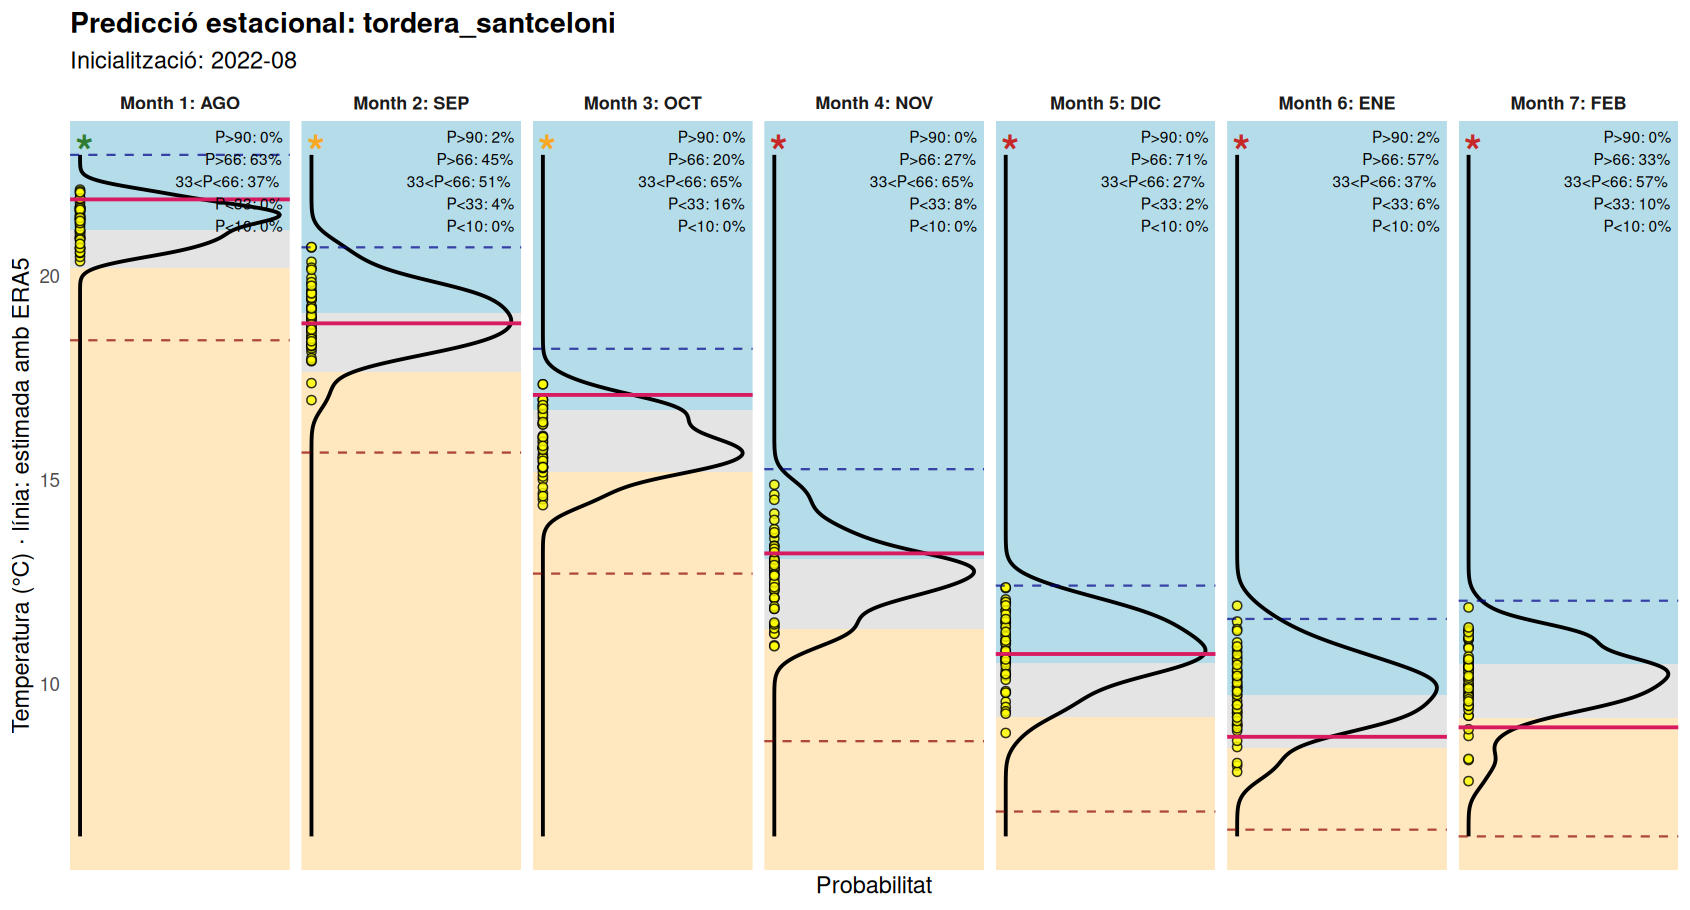 Predicció estacional: tordera_santceloni
Inicialització: 2022-08
Month 1: AGO
P>90: 0%
P>66: 63%
33<P<66: 37%
P<33: 0%
P<10: 0%
Month 2: SEP
P>90: 2%
P>66: 45%
33<P<66: 51%
P<33: 4%
P<10: 0%
Month 3: OCT
P>90: 0%
P>66: 20%
33<P<66: 65%
P<33: 16%
P<10: 0%
Month 4: NOV
P>90: 0%
P>66: 27%
33<P<66: 65%
P<33: 8%
P<10: 0%
Month 5: DIC
P>90: 0%
P>66: 71%
33<P<66: 27%
P<33: 2%
P<10: 0%
Month 6: ENE
P>90: 2%
P>66: 57%
33<P<66: 37%
P<33: 6%
P<10: 0%
Month 7: FEB
P>90: 0%
P>66: 33%
33<P<66: 57%
P<33: 10%
P<10: 0%
Temperatura (°C) · línia: estimada amb ERA5
20
15
10
Probabilitat